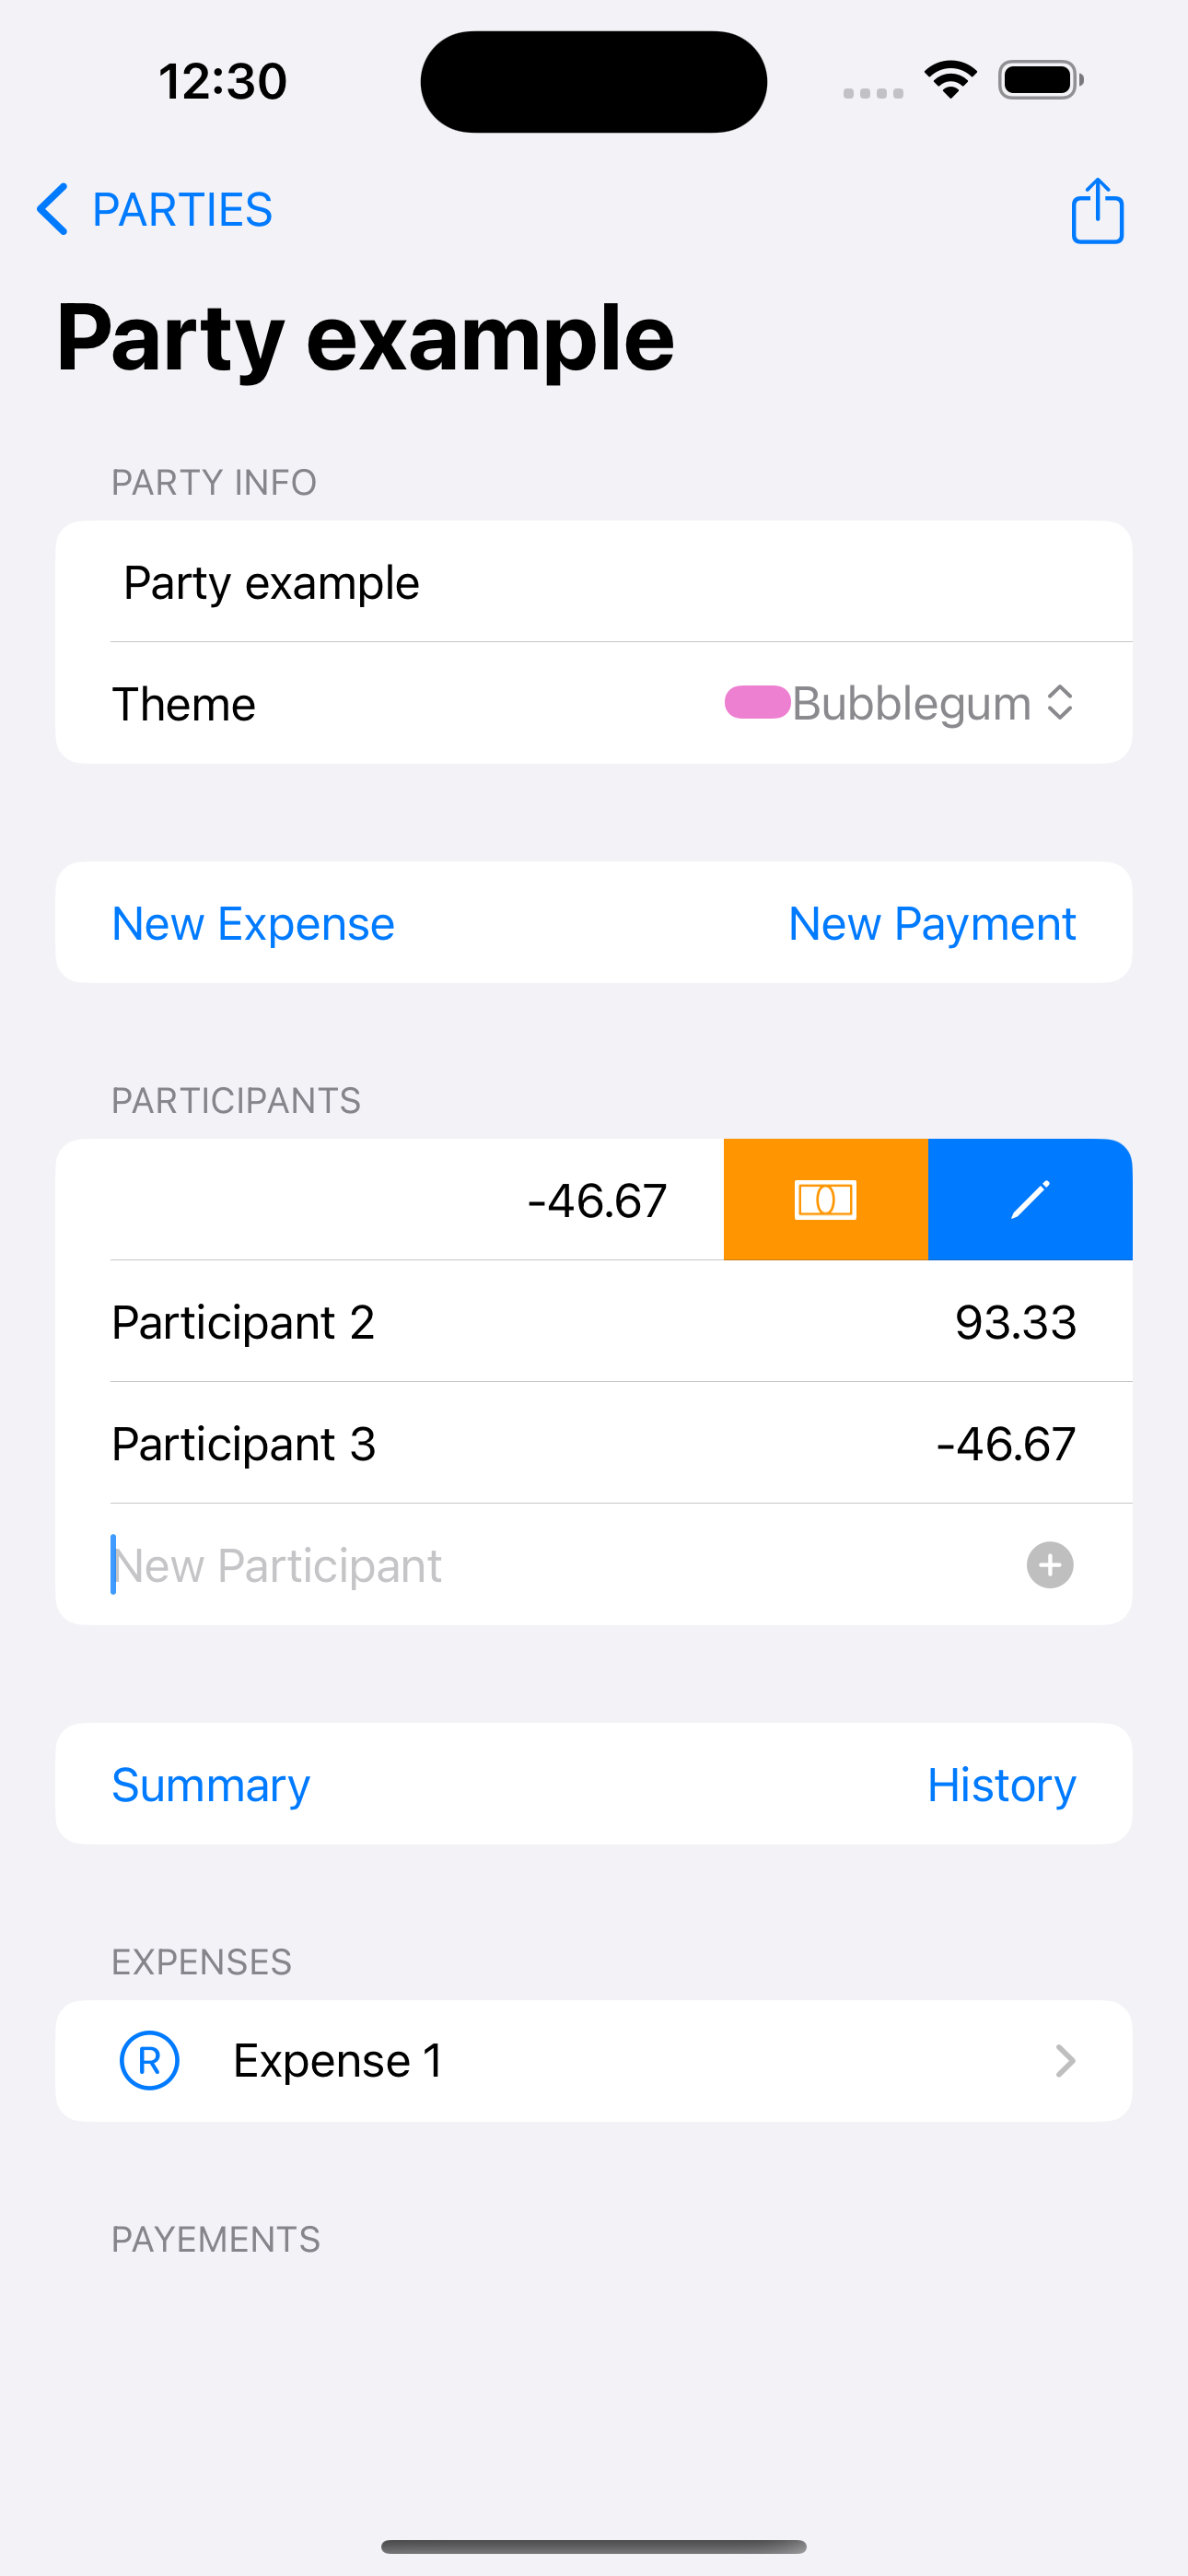 12:30
PARTIES
Party example
PARTY INFO
Party example
Theme Bubblegum
New Expense New Payment
PARTICIPANTS
-46.67
Participant 2 93.33
Participant 3 -46.67
New Participant
Summary History
EXPENSES
R Expense 1
PAYEMENTS